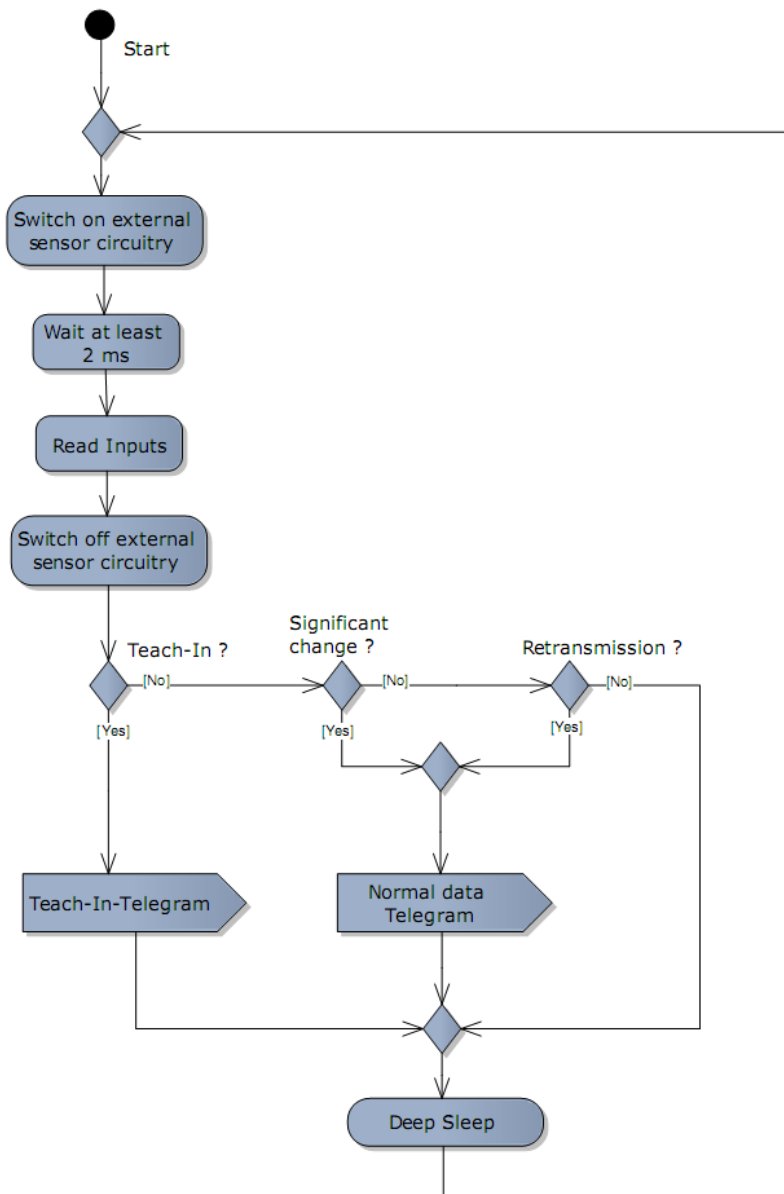 Start
Switch on external
sensor circuitry
Wait at least
2 ms
Read Inputs
Switch off external
sensor circuitry
Teach-In ?
[No]
[Yes]
Significant
change ?
[No]
[Yes]
Retransmission ?
[No]
[Yes]
Teach-In-Telegram
Normal data
Telegram
Deep Sleep